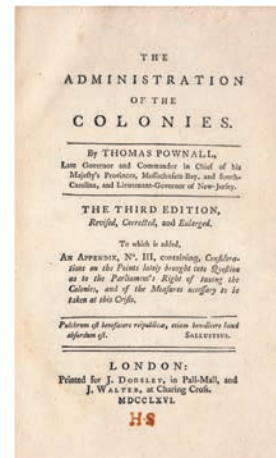 THE
ADMINISTRATION
OF THE
COLONIES.
By THOMAS POWNALL,
Late Governor and Commander in Chief of his
Majesty's Provinces, Massachusets-Bay, and South-
Carolina, and Lieutenant-Governor of New-Jersey.
THE THIRD EDITION,
Revised, Corrected, and Enlarged.
To which is added,
An APPENDIX, No. III, containing, Considera-
tions on the Points lately brought into Question
as to the Parliament's Right of taxing the
Colonies, and of the Measures necessary to be
taken at this Crisis.
Pulchrum est benefacere reipublicæ, etiam benedicere haud
absurdum est. SALLUSTIUS.
LONDON:
Printed for J. DODSLEY, in Pall-Mall, and
J. WALTER, at Charing Cross.
MDCCLXVI.
HS